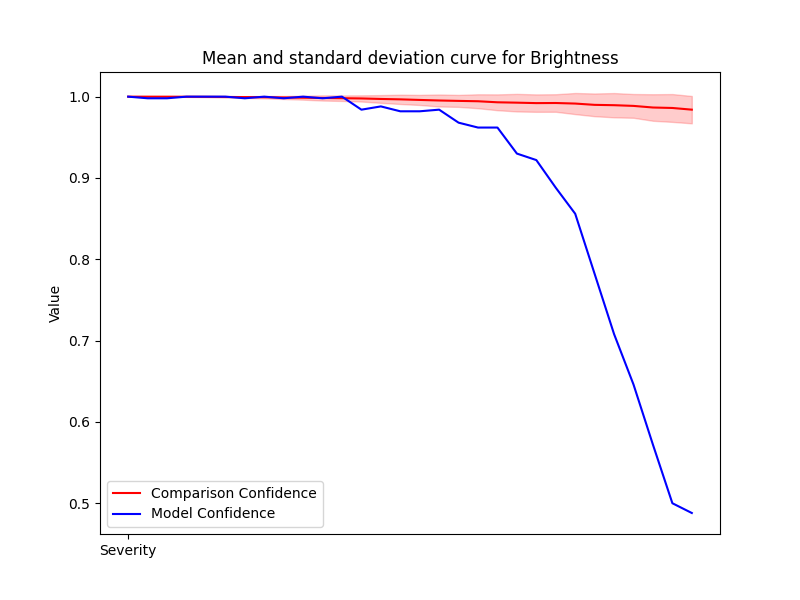 Mean and standard deviation curve for Brightness
1.0
0.9
0.8
0.7
0.6
0.5
Value
Comparison Confidence
Model Confidence
Severity